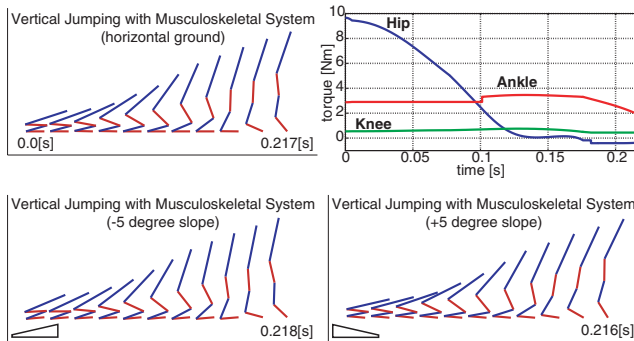 Vertical Jumping with Musculoskeletal System
(horizontal ground)
0.0[s]
0.217[s]
torque [Nm]
10
8
6
4
2
0
Hip
Ankle
Knee
0
0.05
0.1
0.15
0.2
time [s]
Vertical Jumping with Muscoloskeletal System
(-5 degree slope)
0.218[s]
Vertical Jumping with Musculoskeletal System
(+5 degree slope)
0.216[s]